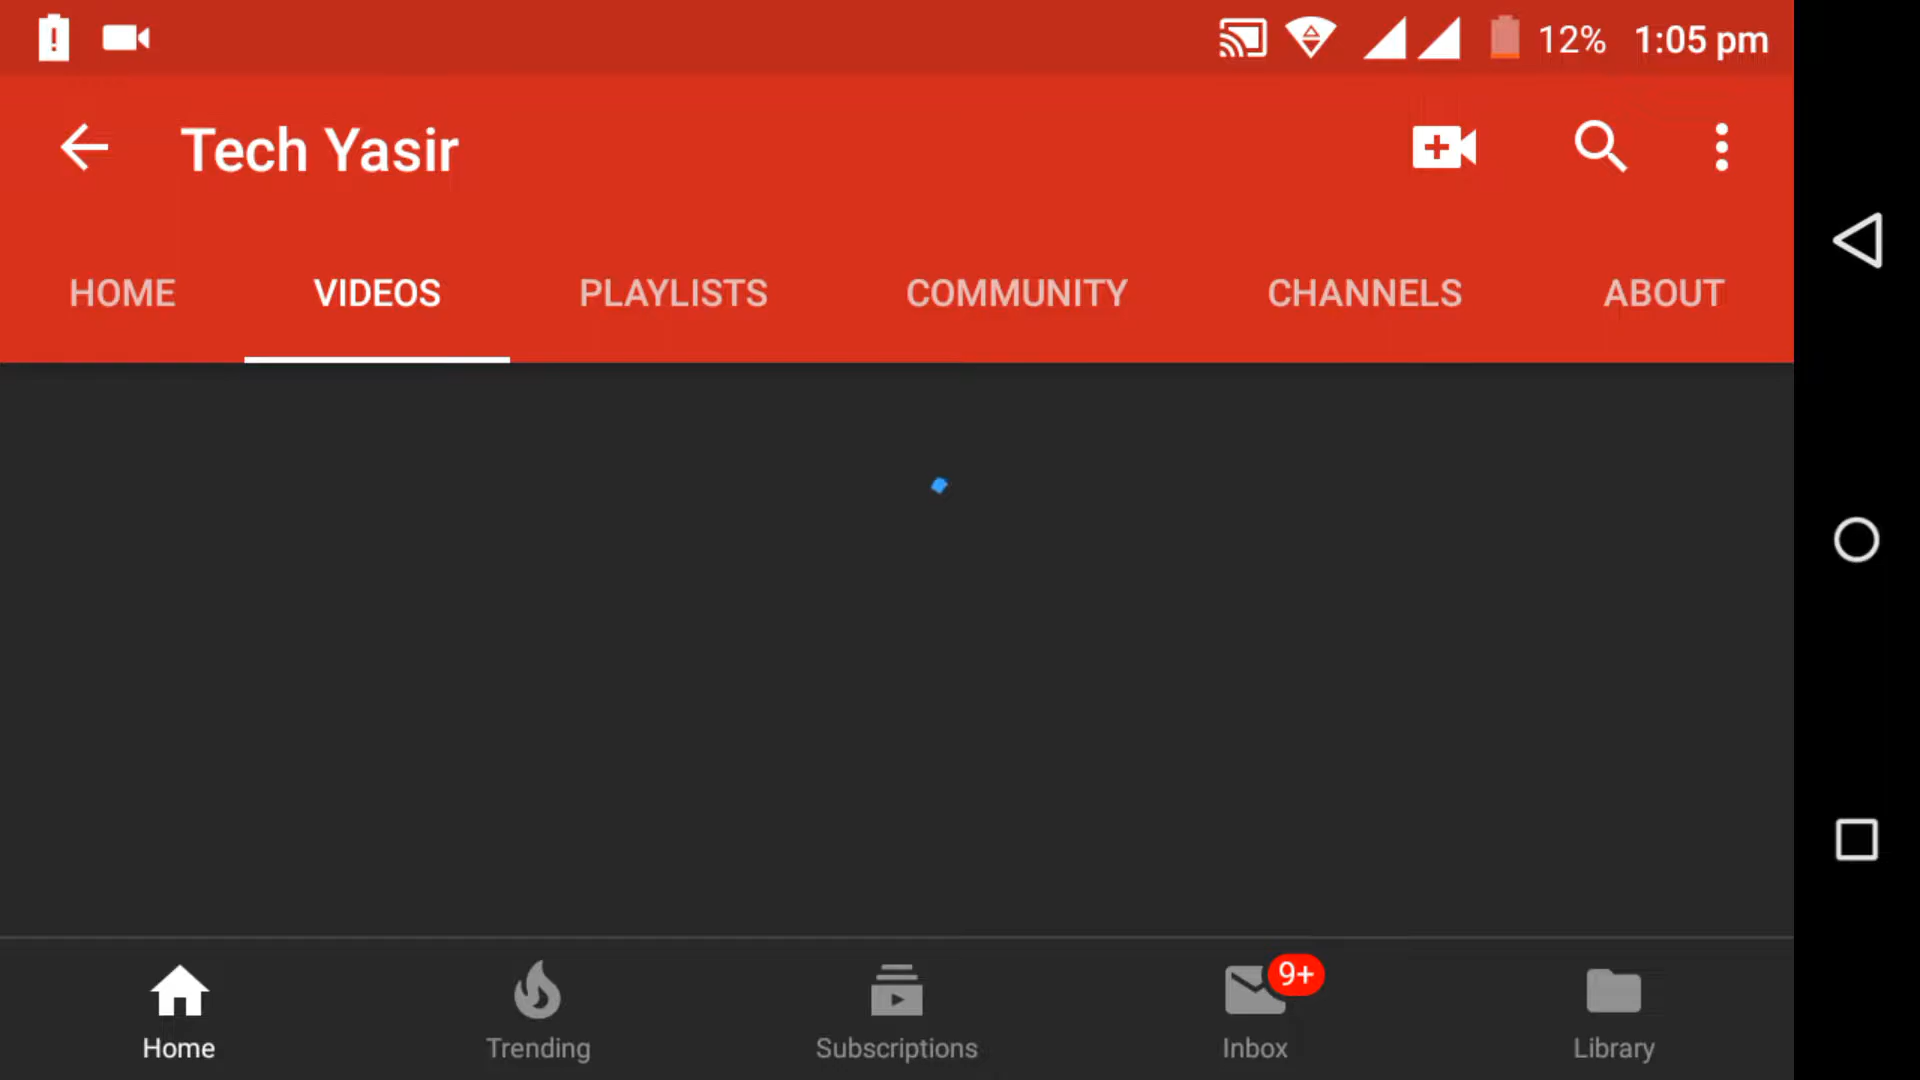 12% 1:05 pm
Tech Yasir
HOME VIDEOS PLAYLISTS COMMUNITY CHANNELS ABOUT
9+
Home Trending Subscriptions Inbox Library